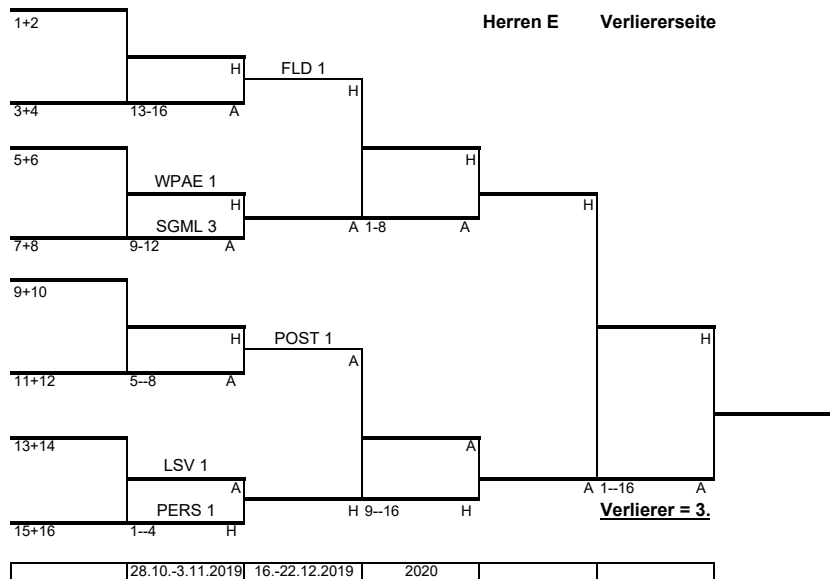 1+2 Herren E Verliererseite
H FLD 1
H
3+4 13-16 A
5+6 H
WPAE 1
H H
SGML 3
A 1-8 A
7+8 9-12 A
9+10
H POST 1 H
A
11+12 5--8 A
13+14 A
LSV 1
A A 1--16 A
PERS 1 H 9--16 H Verlierer = 3.
15+16 1--4 H
28.10.-3.11.2019 16.-22.12.2019 2020